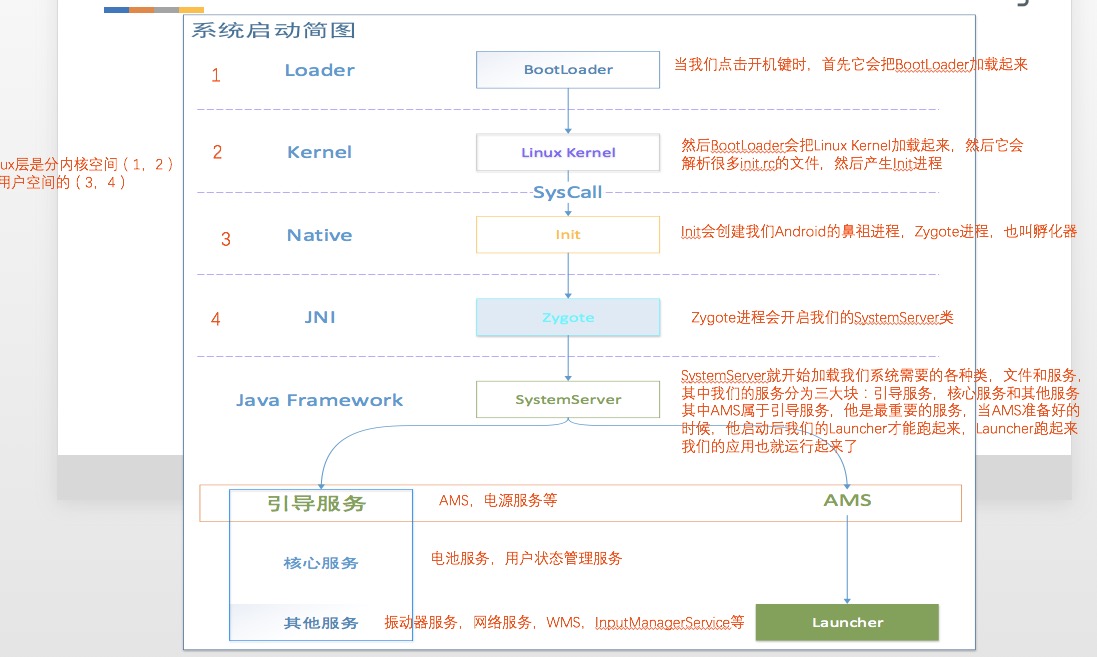 系统启动简图
1
Loader
BootLoader
当我们点击开机键时，首先它会把BootLoader加载起来
2
Kernel
Linux Kernel
然后BootLoader会把Linux Kernel加载起来，然后它会
解析很多init.rc的文件，然后产生Init进程
ux层是分内核空间（1，2）
用户空间的（3，4）
SysCall
3
Native
Init
Init会创建我们Android的鼻祖进程，Zygote进程，也叫孵化器
4
JNI
Zygote
Zygote进程会开启我们的SystemServer类
Java Framework
SystemServer
SystemServer就开始加载我们系统需要的各种类，文件和服务，
其中我们的服务分为三大块：引导服务，核心服务和其他服务
其中AMS属于引导服务，他是最重要的服务，当AMS准备好的
时候，他启动后我们的Launcher才能跑起来，Launcher跑起来
我们的应用也就运行起来了
引导服务
AMS，电源服务等
AMS
核心服务
电池服务，用户状态管理服务
其他服务
振动器服务，网络服务，WMS，InputManagerService等
Launcher